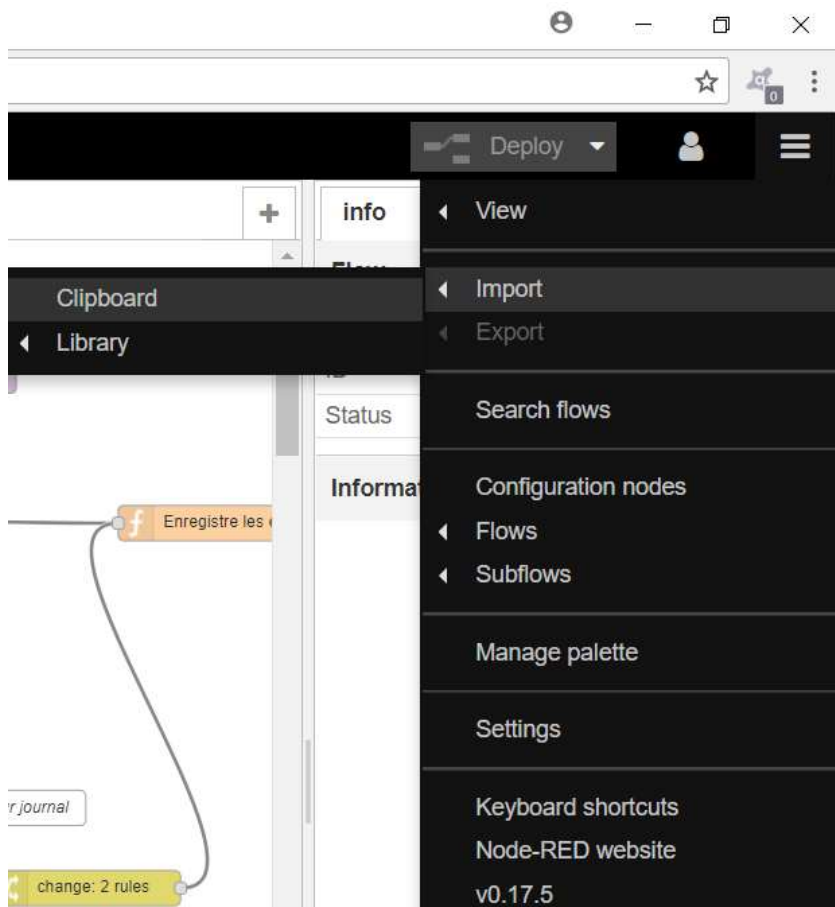 0
Deploy
info
View
Clipboard
Import
Library
Export
Status
Search flows
Configuration nodes
Enregistre les
Flows
Subflows
Manage palette
Settings
journal
Keyboard shortcuts
Node-RED website
change: 2 rules
v0.17.5